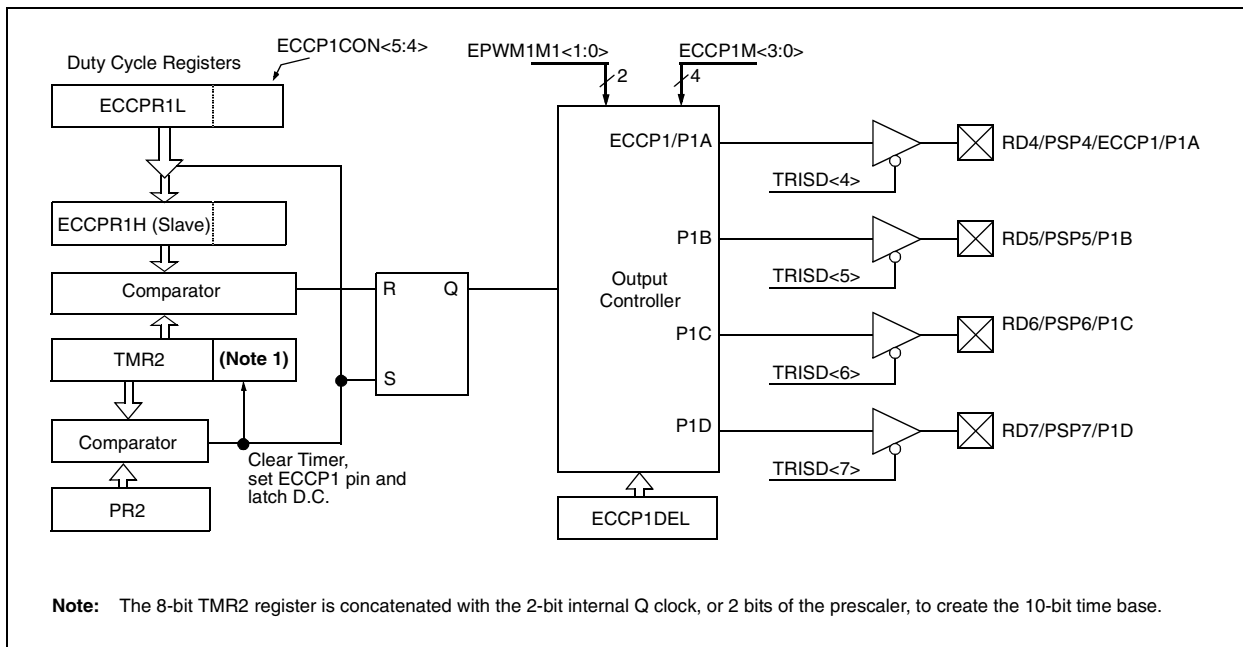 Duty Cycle Registers
ECCP1CON<5:4>
ECCPR1L
ECCPR1H (Slave)
Comparator
TMR2
(Note 1)
Comparator
PR2
Clear Timer,
set ECCP1 pin and
latch D.C.
R
Q
S
EPWM1M1<1:0>
2
ECCP1M<3:0>
4
Output
Controller
ECCP1/P1A
P1B
P1C
P1D
ECCP1DEL
TRISD<4>
RD4/PSP4/ECCP1/P1A
TRISD<5>
RD5/PSP5/P1B
TRISD<6>
RD6/PSP6/P1C
TRISD<7>
RD7/PSP7/P1D
Note: The 8-bit TMR2 register is concatenated with the 2-bit internal Q clock, or 2 bits of the prescaler, to create the 10-bit time base.